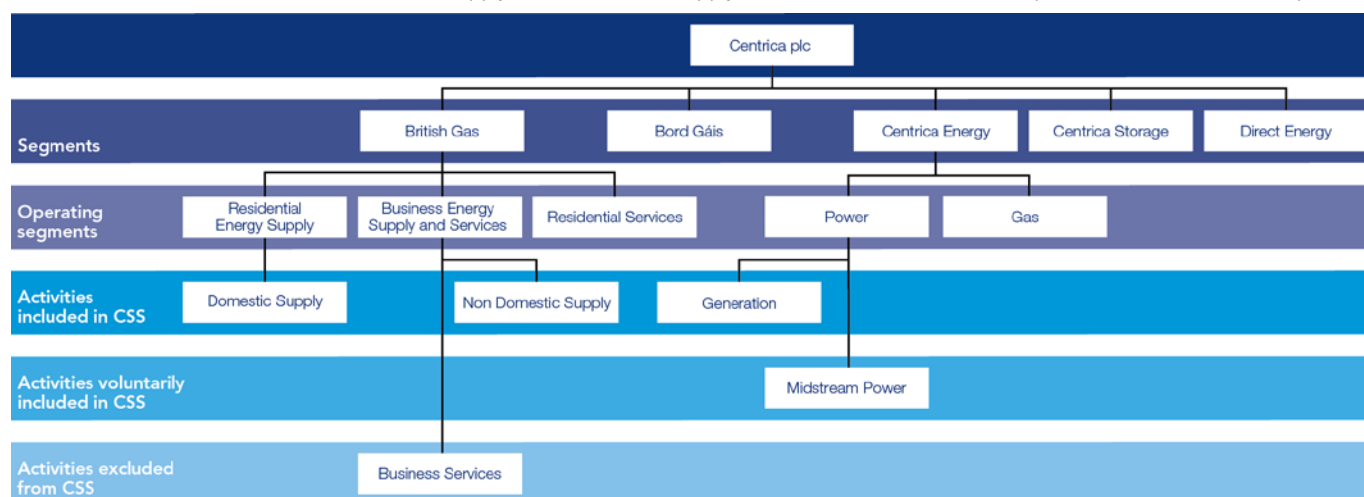 Centrica plc
Segments
British Gas
Bord Gáis
Centrica Energy
Centrica Storage
Direct Energy
Operating
segments
Residential
Energy Supply
Business Energy
Supply and Services
Residential Services
Power
Gas
Activities
included in CSS
Domestic Supply
Non Domestic Supply
Generation
Activities voluntarily
included in CSS
Midstream Power
Activities excluded
from CSS
Business Services